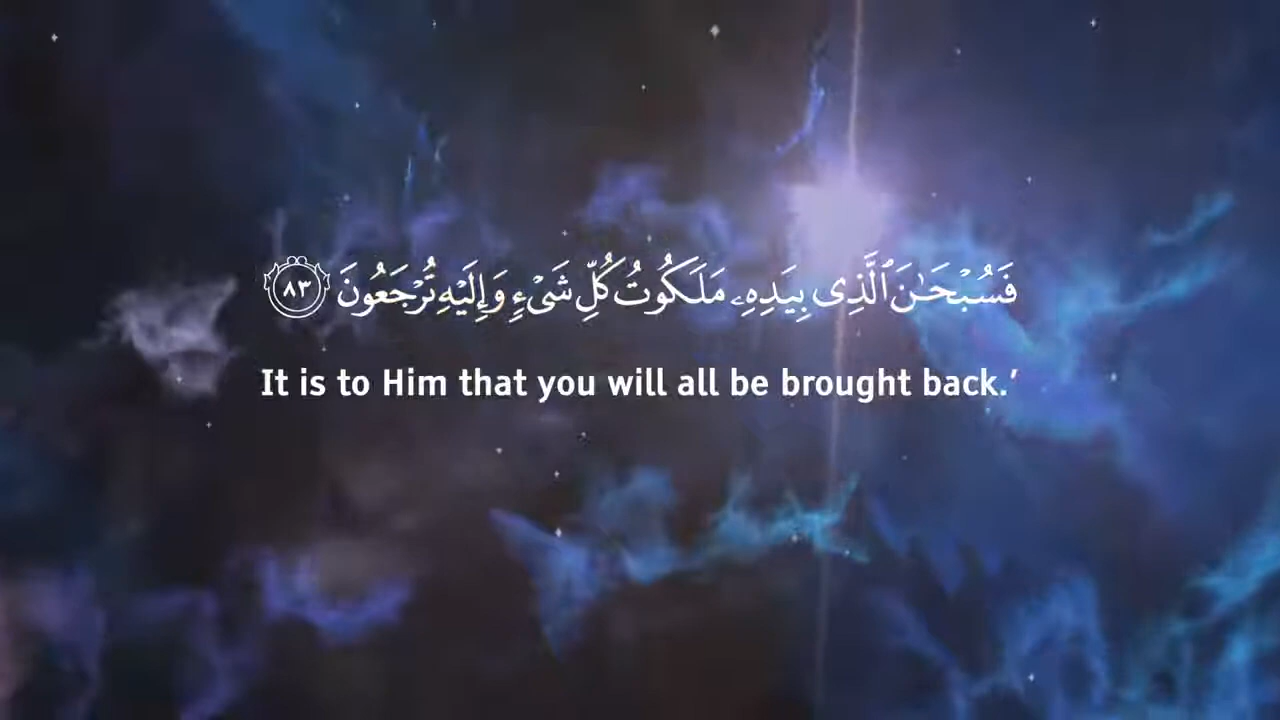 فَسُبْحَـٰنَ ٱلَّذِى بِيَدِهِۦ مَلَكُوتُ كُلِّ شَىْءٍ وَإِلَيْهِ تُرْجَعُونَ ٨٣
It is to Him that you will all be brought back.’